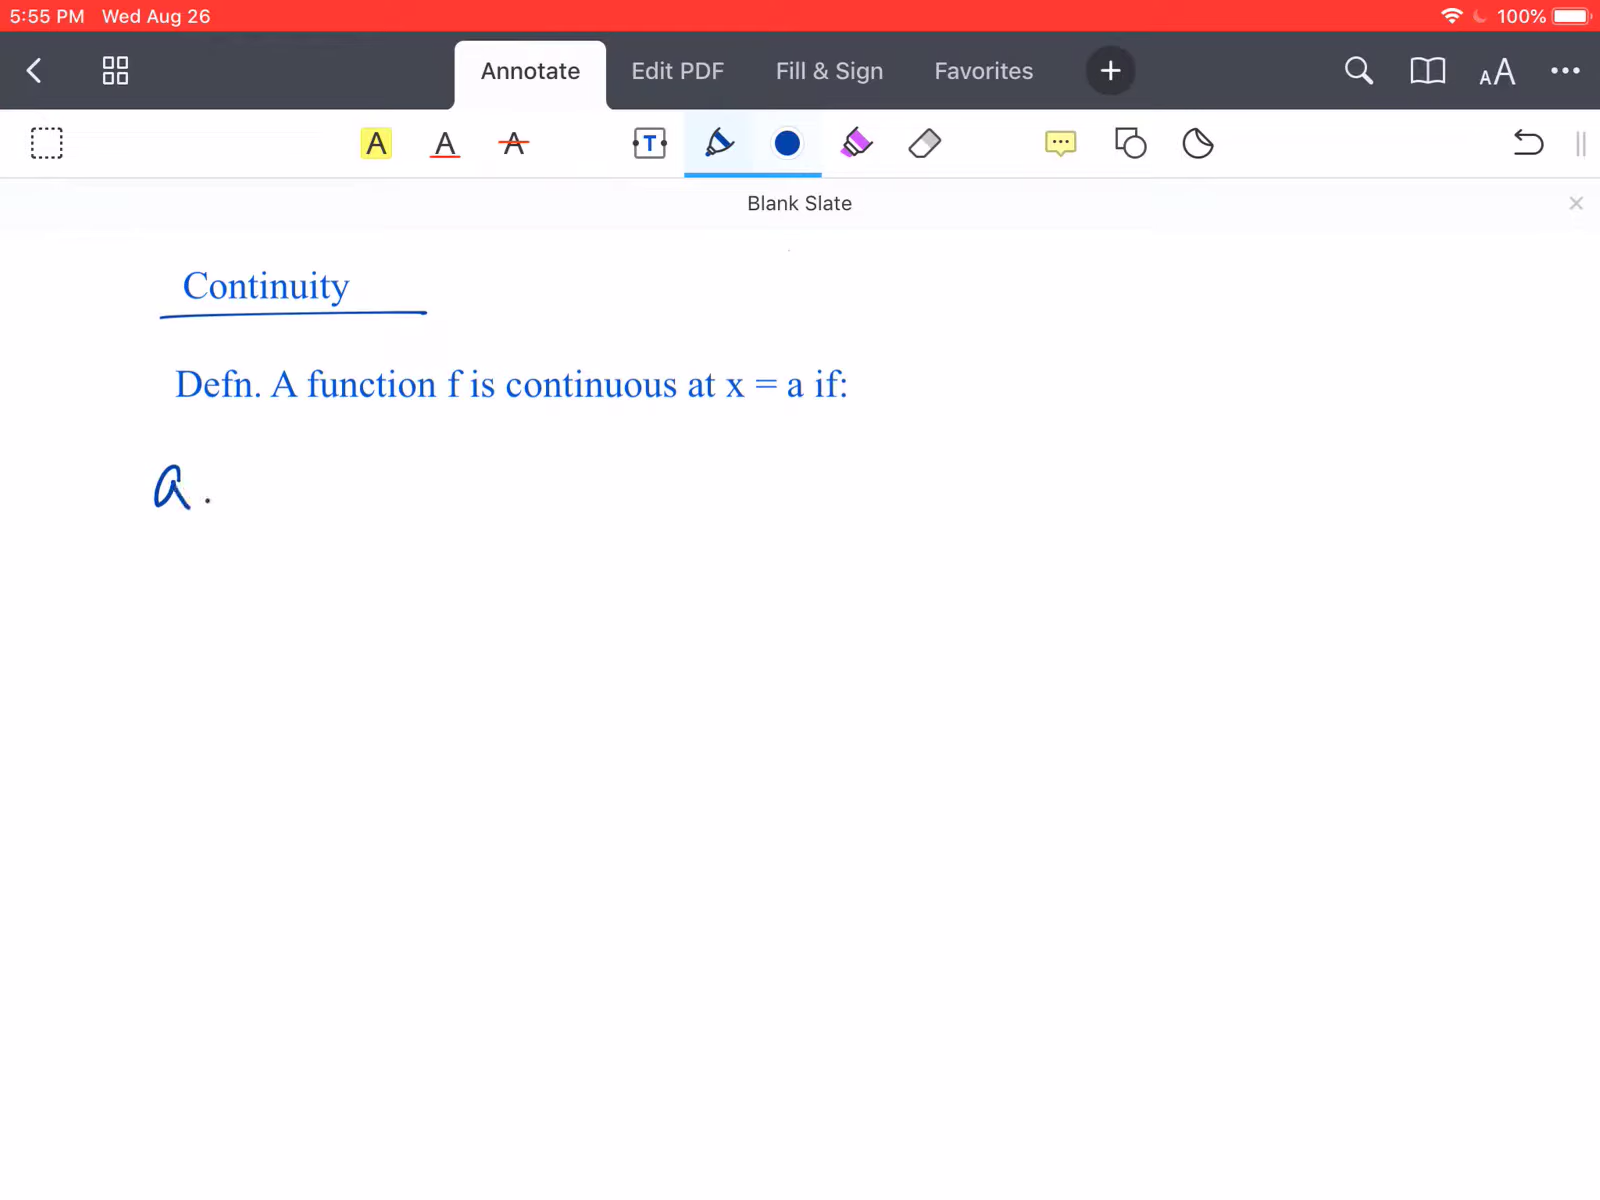 5:55 PM Wed Aug 26 100%
Annotate Edit PDF Fill & Sign Favorites + AA
A A A T
Blank Slate
Continuity
Defn. A function f is continuous at x = a if:
a.